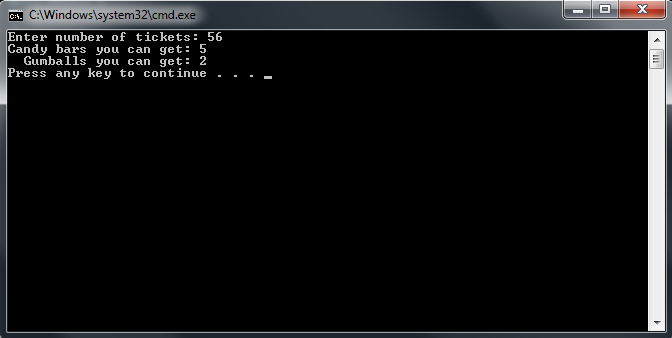 C:\Windows\system32\cmd.exe
Enter number of tickets: 56
Candy bars you can get: 5
  Gumballs you can get: 2
Press any key to continue . . .